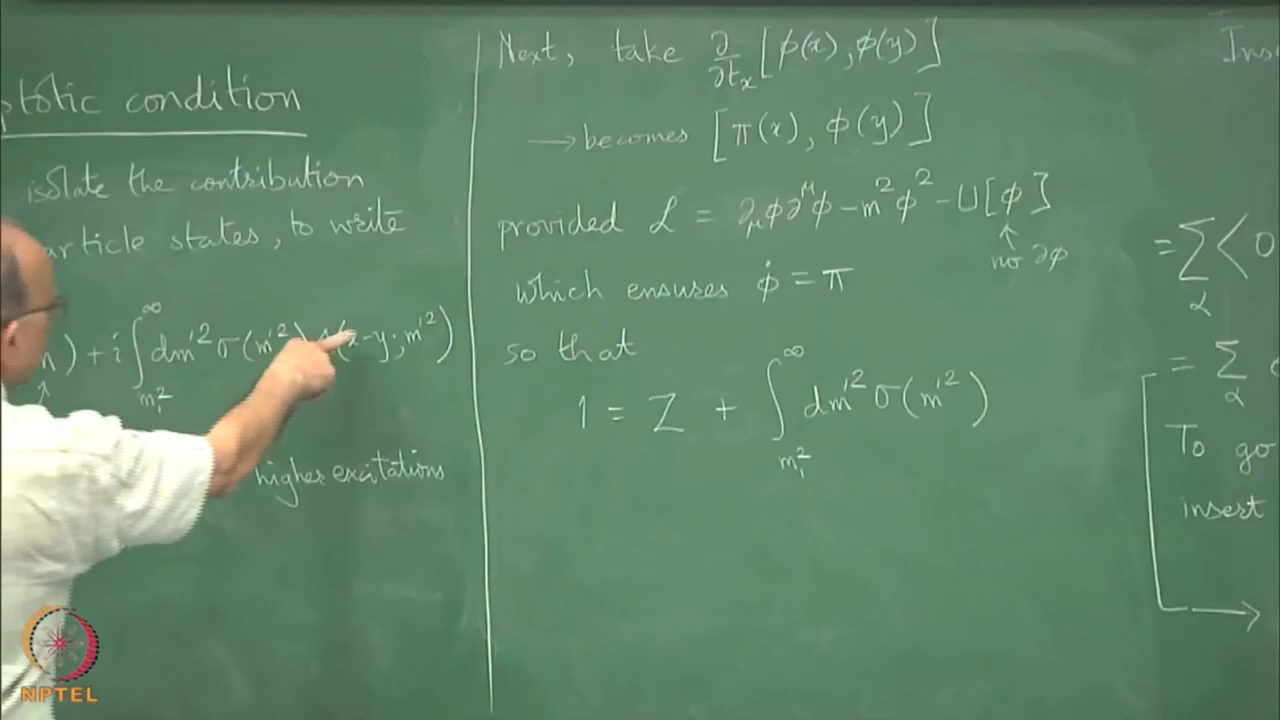 ptotic condition
isolate the contribution
article states, to write
m) + i ∫_{m₁²}^{∞} dm'² σ(m'²) (x-y; m'²)
↑
higher excitations
Next, take ∂/∂tₓ [ϕ(x), ϕ(y)]
→ becomes [π(x), ϕ(y)]
provided ℒ = ∂_μϕ∂^μϕ - m²ϕ² - U[ϕ]
↑
no ∂ϕ
which ensures ϕ̇ = π
so that
1 = Z + ∫_{m₁²}^{∞} dm'² σ(m'²)
Ins
= Σ_α ⟨0
= Σ_α
To go
insert
→
NPTEL